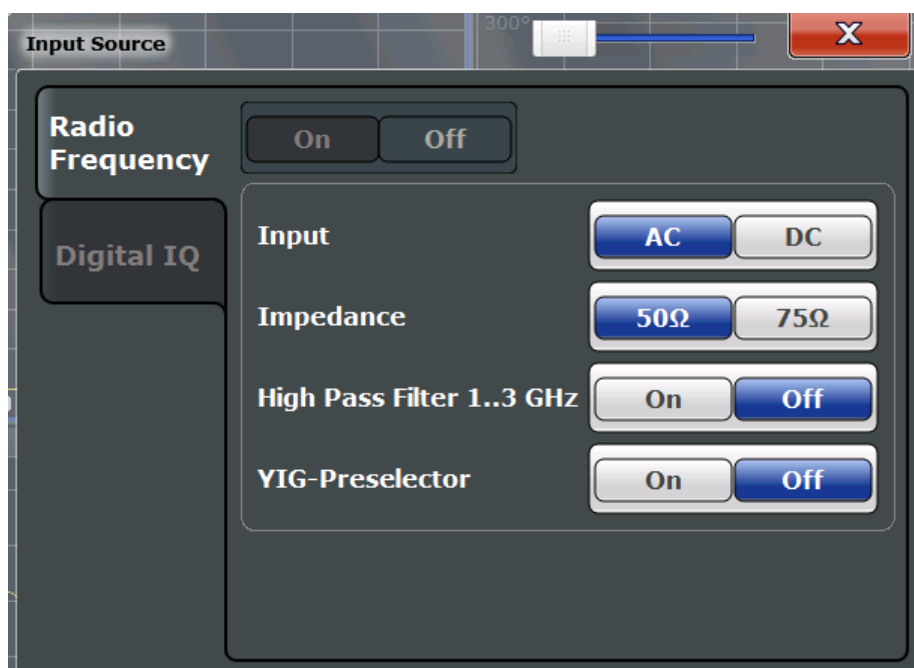 300°
Input Source
X
Radio
Frequency
On Off
Digital IQ
Input AC DC
Impedance 50Ω 75Ω
High Pass Filter 1..3 GHz On Off
YIG-Preselector On Off